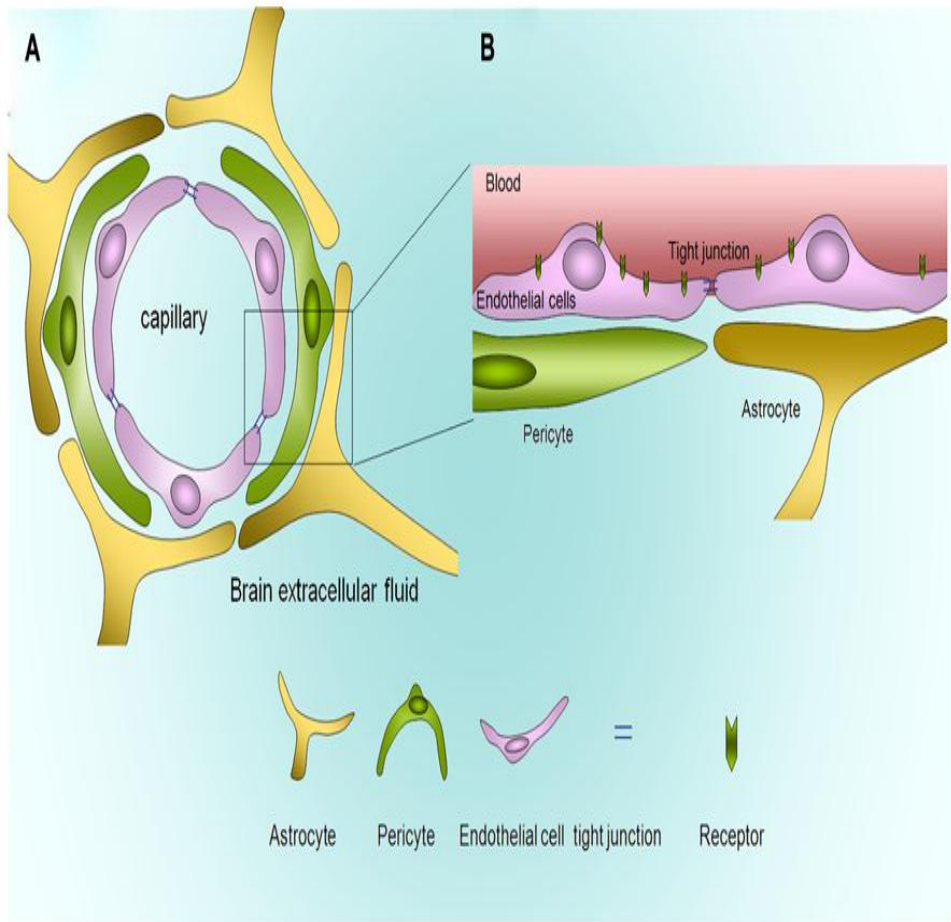 A
B
Blood
Tight junction
Endothelial cells
capillary
Pericyte
Astrocyte
Brain extracellular fluid
Astrocyte Pericyte Endothelial cell tight junction Receptor